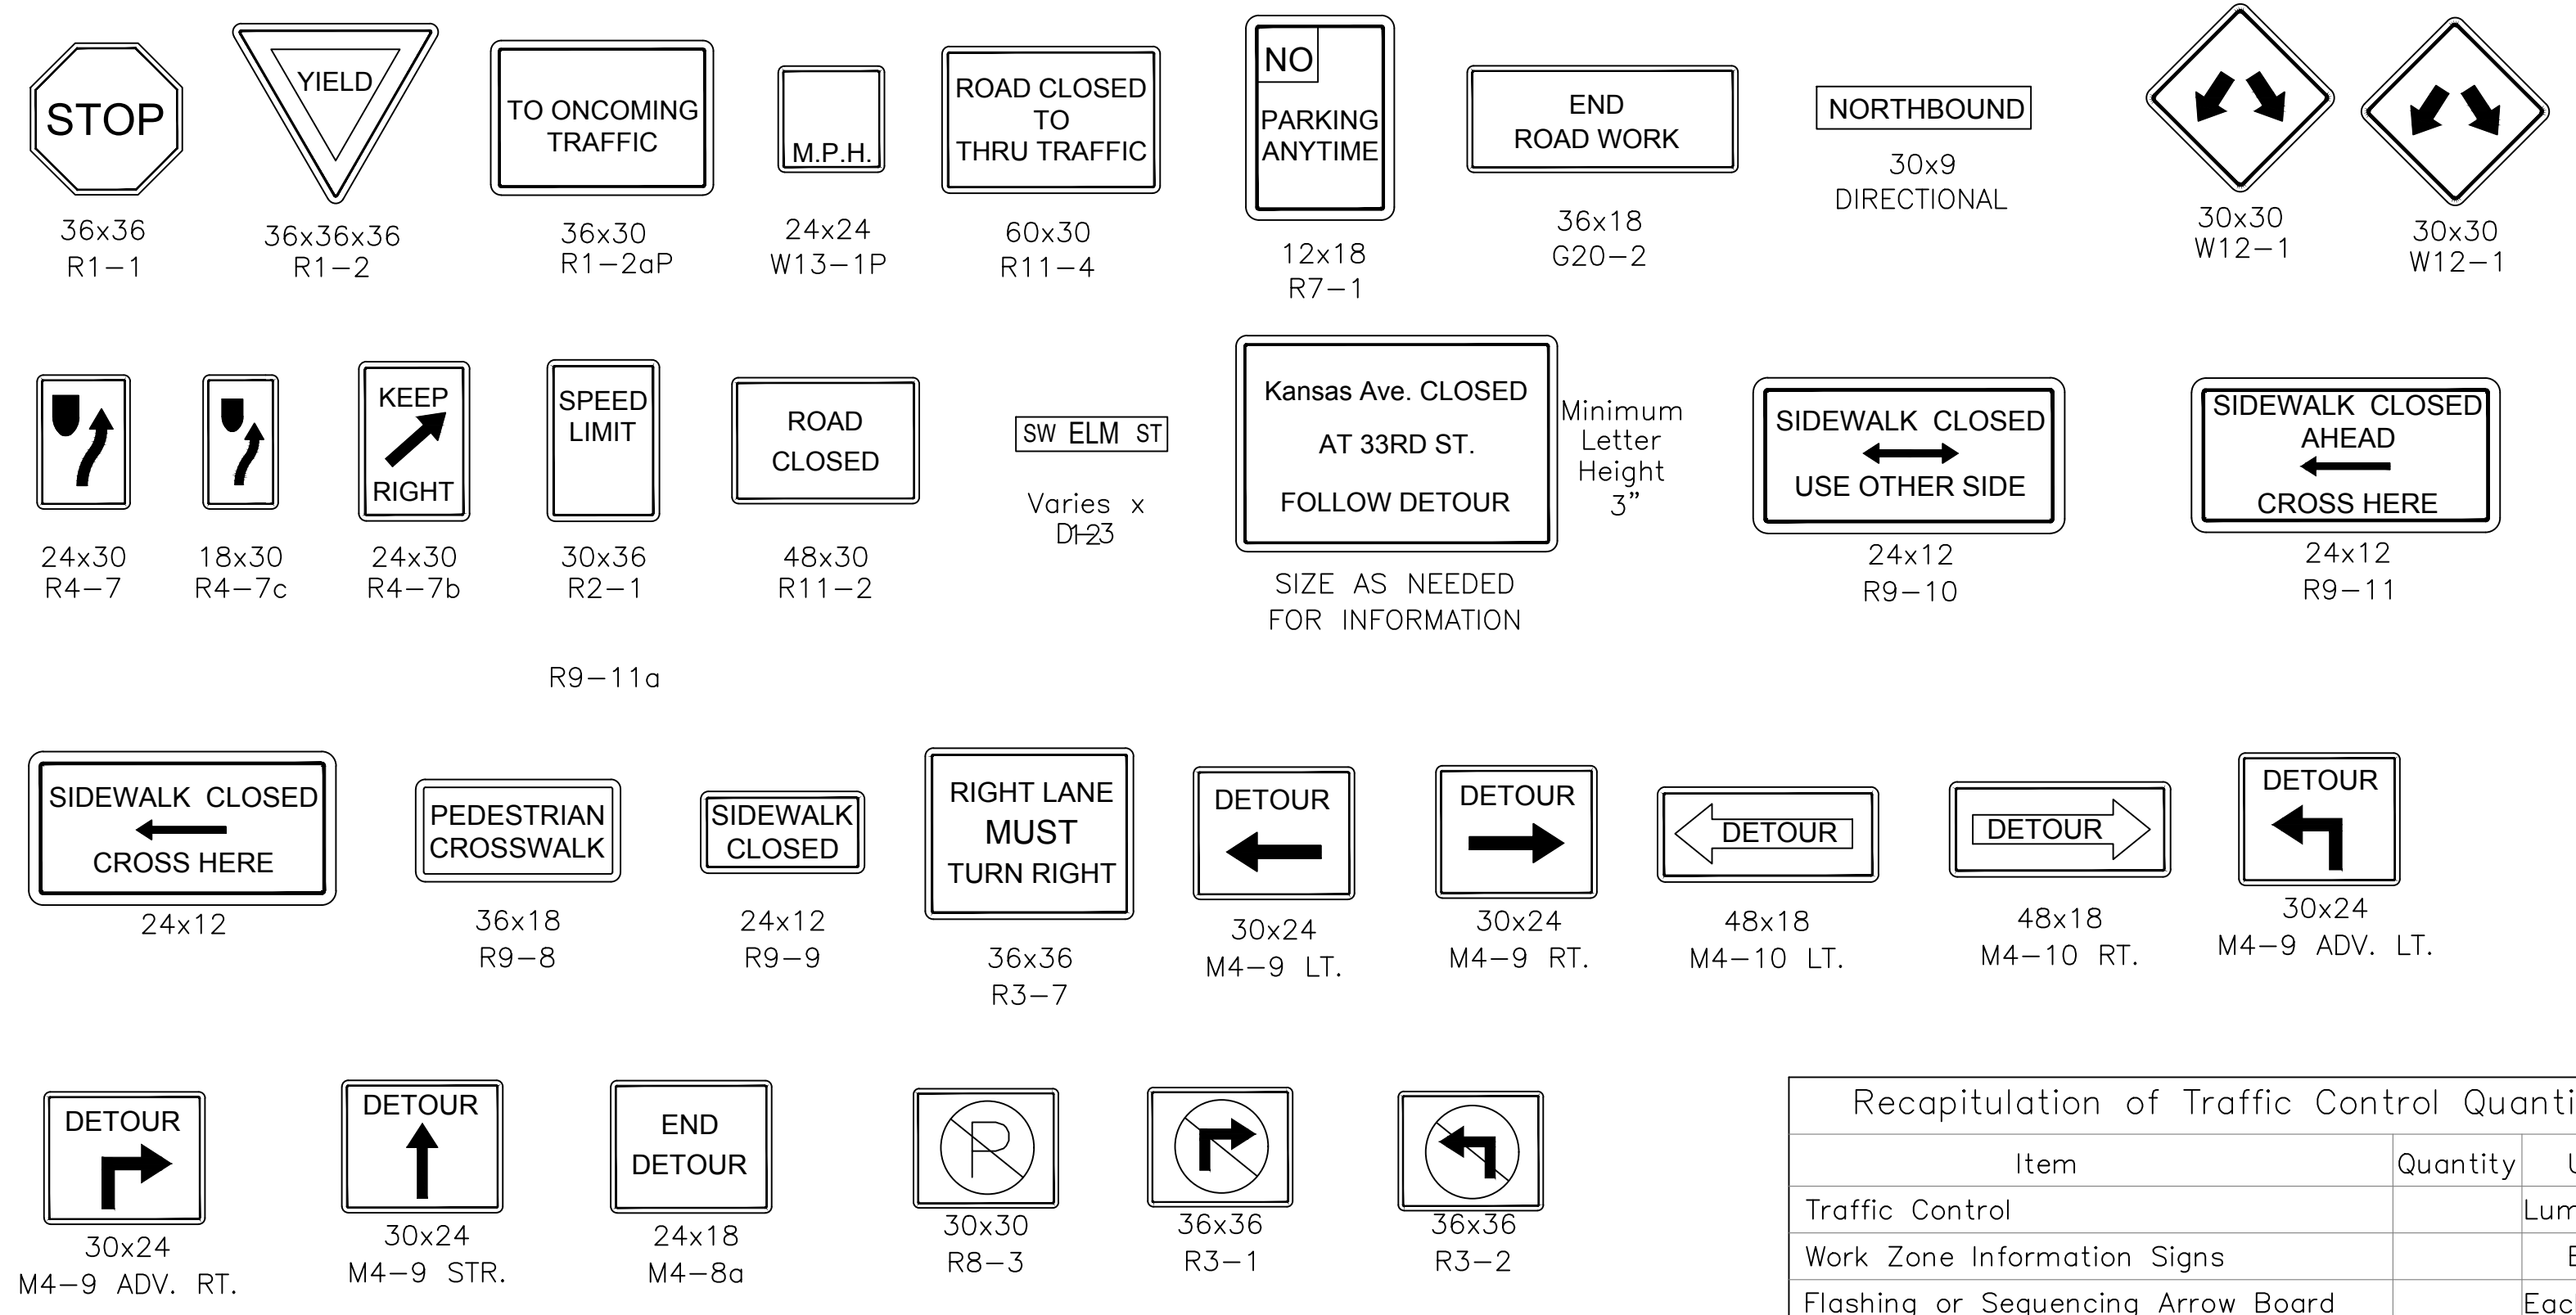 STOP
36x36
R1-1
YIELD
36x36x36
R1-2
TO ONCOMING
TRAFFIC
36x30
R1-2aP
M.P.H.
24x24
W13-1P
ROAD CLOSED
TO
THRU TRAFFIC
60x30
R11-4
NO
PARKING
ANYTIME
12x18
R7-1
END
ROAD WORK
36x18
G20-2
NORTHBOUND
30x9
DIRECTIONAL
30x30
W12-1
30x30
W12-1
24x30
R4-7
18x30
R4-7c
KEEP
RIGHT
24x30
R4-7b
SPEED
LIMIT
30x36
R2-1
ROAD
CLOSED
48x30
R11-2
SW ELM ST
Varies x
Kansas Ave. CLOSED
AT 33RD ST.
FOLLOW DETOUR
Minimum
Letter
Height
3”
SIZE AS NEEDED
FOR INFORMATION
SIDEWALK CLOSED
USE OTHER SIDE
24x12
R9-10
SIDEWALK CLOSED
AHEAD
CROSS HERE
24x12
R9-11
R9-11a
SIDEWALK CLOSED
CROSS HERE
24x12
PEDESTRIAN
CROSSWALK
36x18
R9-8
SIDEWALK
CLOSED
24x12
R9-9
RIGHT LANE
MUST
TURN RIGHT
36x36
R3-7
DETOUR
30x24
M4-9 LT.
DETOUR
30x24
M4-9 RT.
DETOUR
48x18
M4-10 LT.
DETOUR
48x18
M4-10 RT.
DETOUR
30x24
M4-9 ADV. LT.
DETOUR
30x24
M4-9 ADV. RT.
DETOUR
30x24
M4-9 STR.
END
DETOUR
24x18
M4-8a
P
30x30
R8-3
36x36
R3-1
36x36
R3-2
Recapitulation of Traffic Control
Item Quantity
Traffic Control
Work Zone Information Signs
Flashing or Sequencing Arrow Board